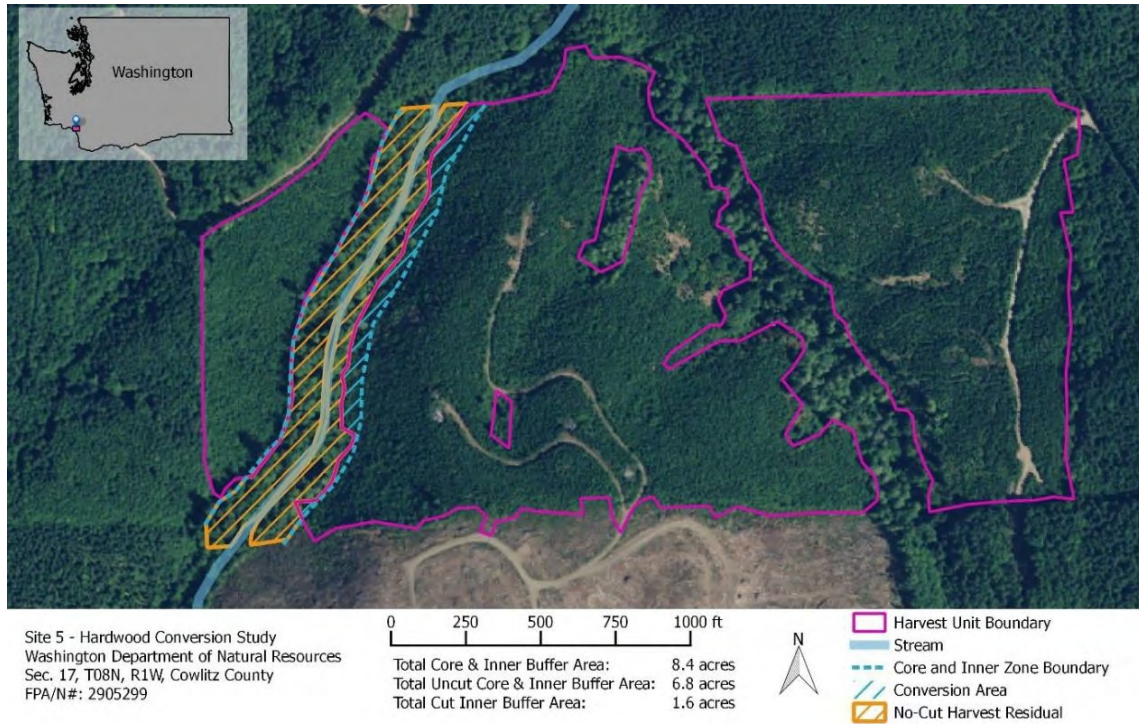 Washington
Site 5 - Hardwood Conversion Study
Washington Department of Natural Resources
Sec. 17, T08N, R1W, Cowlitz County
FPA/N#: 2905299
0 250 500 750 1000 ft
Total Core & Inner Buffer Area: 8.4 acres
Total Uncut Core & Inner Buffer Area: 6.8 acres
Total Cut Inner Buffer Area: 1.6 acres
N
Harvest Unit Boundary
Stream
Core and Inner Zone Boundary
Conversion Area
No-Cut Harvest Residual